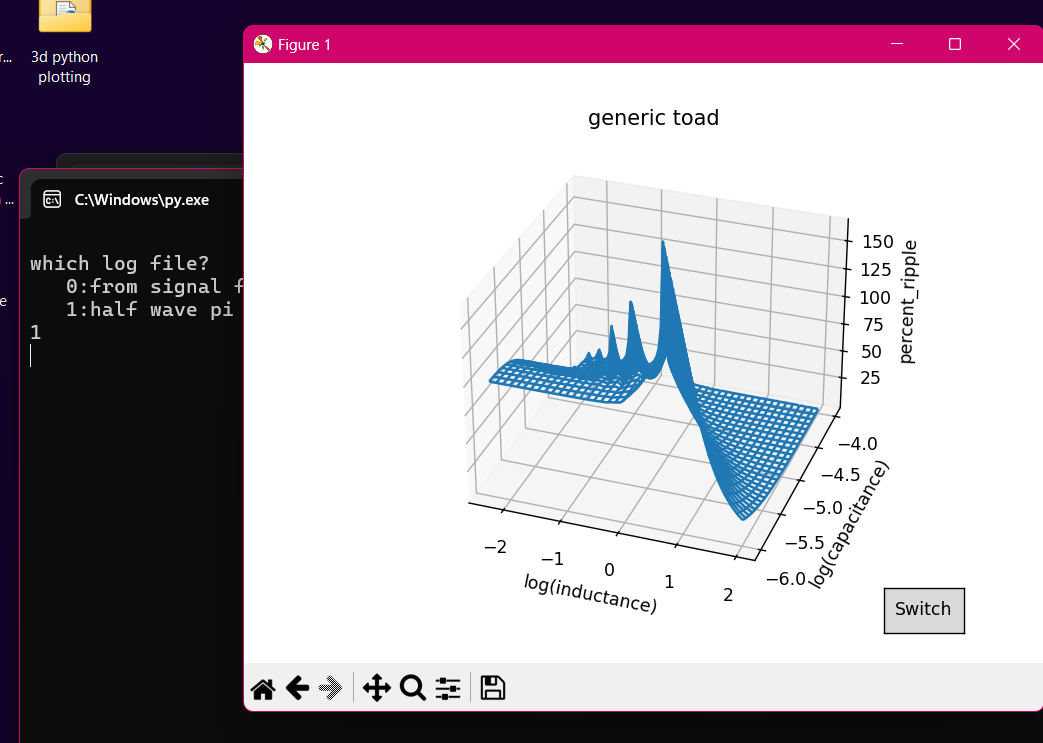 3d python
plotting
C:\Windows\py.exe
which log file?
0:from signal f
1:half wave pi
1
Figure 1
generic toad
150
125
100
75
50
25
percent_ripple
−4.0
−4.5
−5.0
−5.5
−6.0
log(capacitance)
−2
−1
0
1
2
log(inductance)
Switch